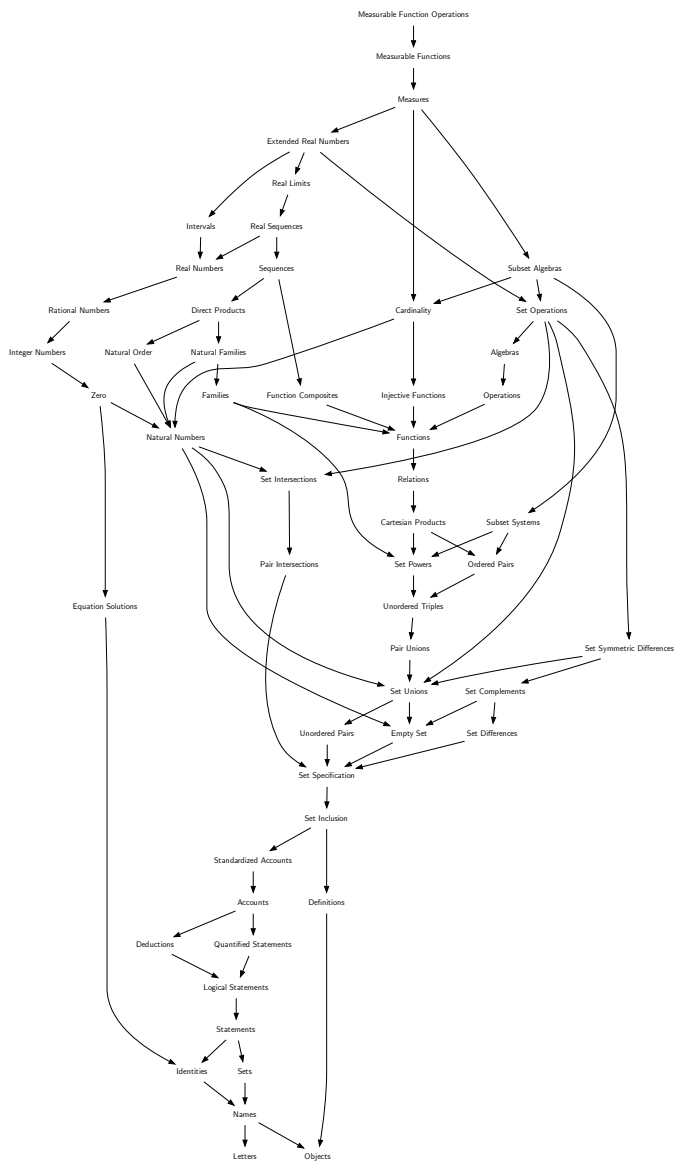 Measurable Function Operations
Measurable Functions
Measures
Extended Real Numbers
Real Limits
Intervals Real Sequences
Real Numbers Sequences Subset Algebras
Rational Numbers Direct Products Cardinality Set Operations
Integer Numbers Natural Order Natural Families Algebras
Zero Families Function Composites Injective Functions Operations
Natural Numbers Functions
Set Intersections Relations
Cartesian Products Subset Systems
Pair Intersections Set Powers Ordered Pairs
Equation Solutions Unordered Triples
Pair Unions Set Symmetric Differences
Set Unions Set Complements
Unordered Pairs Empty Set Set Differences
Set Specification
Set Inclusion
Standardized Accounts
Accounts Definitions
Deductions Quantified Statements
Logical Statements
Statements
Identities Sets
Names
Letters Objects